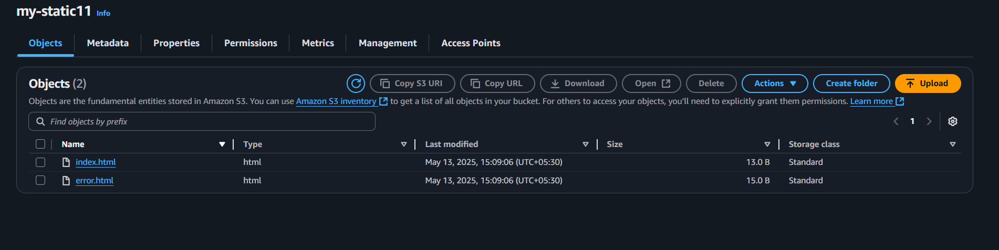 my-static11 Info
Objects Metadata Properties Permissions Metrics Management Access Points
Objects (2) Copy S3 URI Copy URL Download Open Delete Actions Create folder Upload
Objects are the fundamental entities stored in Amazon S3. You can use Amazon S3 inventory to get a list of all objects in your bucket. For others to access your objects, you’ll need to explicitly grant them permissions. Learn more
Find objects by prefix 1
Name Type Last modified Size Storage class
index.html html May 13, 2025, 15:09:06 (UTC+05:30) 13.0 B Standard
error.html html May 13, 2025, 15:09:06 (UTC+05:30) 15.0 B Standard